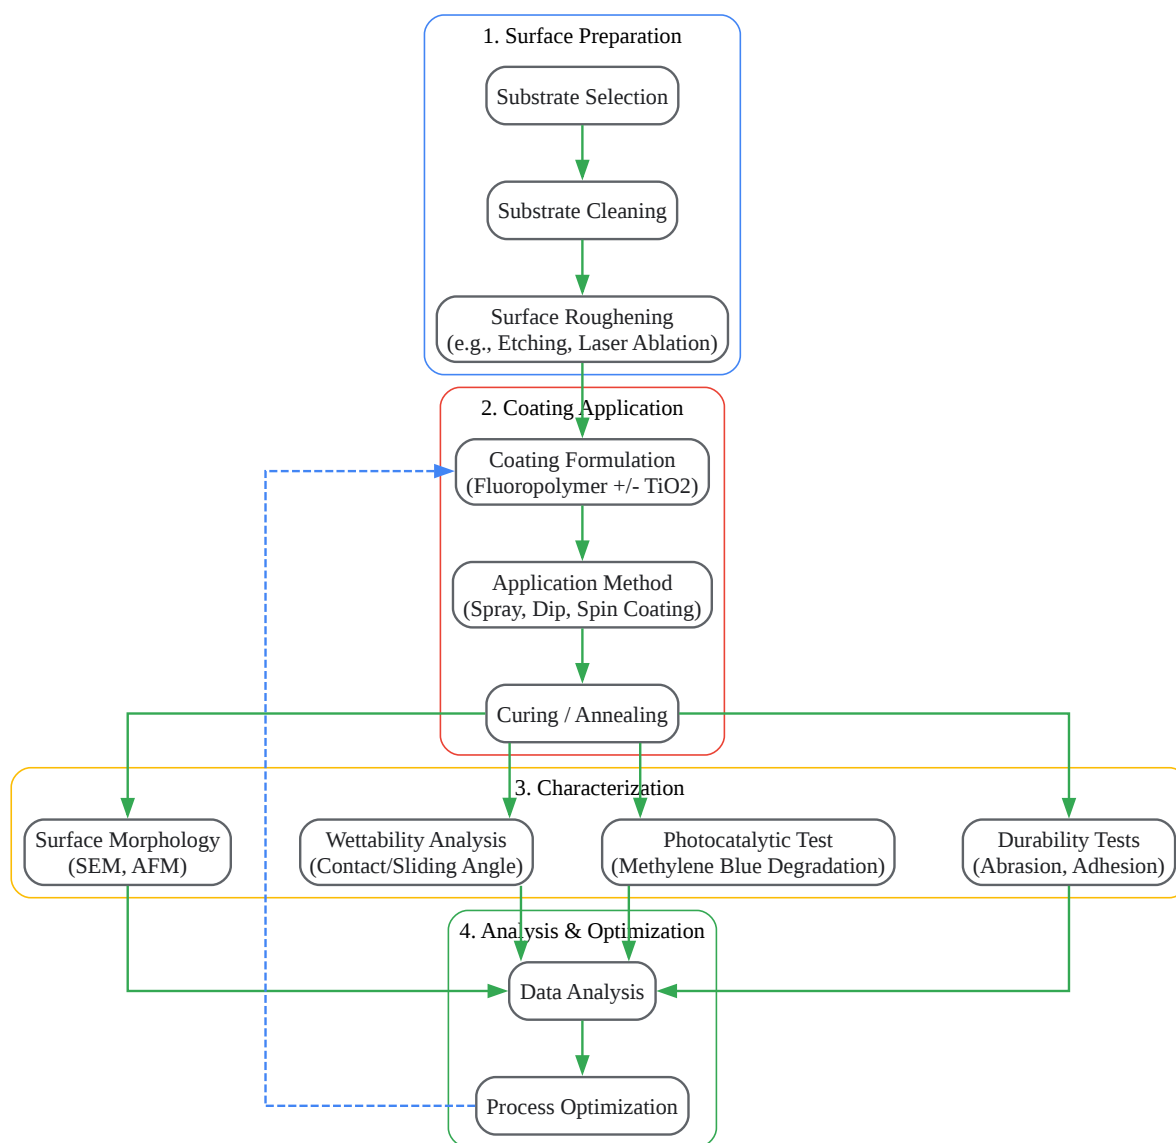 1. Surface Preparation
Substrate Selection
Substrate Cleaning
Surface Roughening
(e.g., Etching, Laser Ablation)
2. Coating Application
Coating Formulation
(Fluoropolymer +/- TiO2)
Application Method
(Spray, Dip, Spin Coating)
Curing / Annealing
3. Characterization
Surface Morphology
(SEM, AFM)
Wettability Analysis
(Contact/Sliding Angle)
Photocatalytic Test
(Methylene Blue Degradation)
Durability Tests
(Abrasion, Adhesion)
4. Analysis & Optimization
Data Analysis
Process Optimization